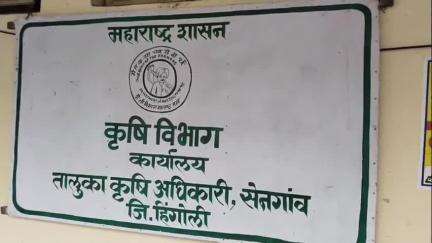 महाराष्ट्र शासन
कृषि विभाग
कार्यालय
तालुका कृषि अधिकारी, सेनगांव
जि. हिंगोली